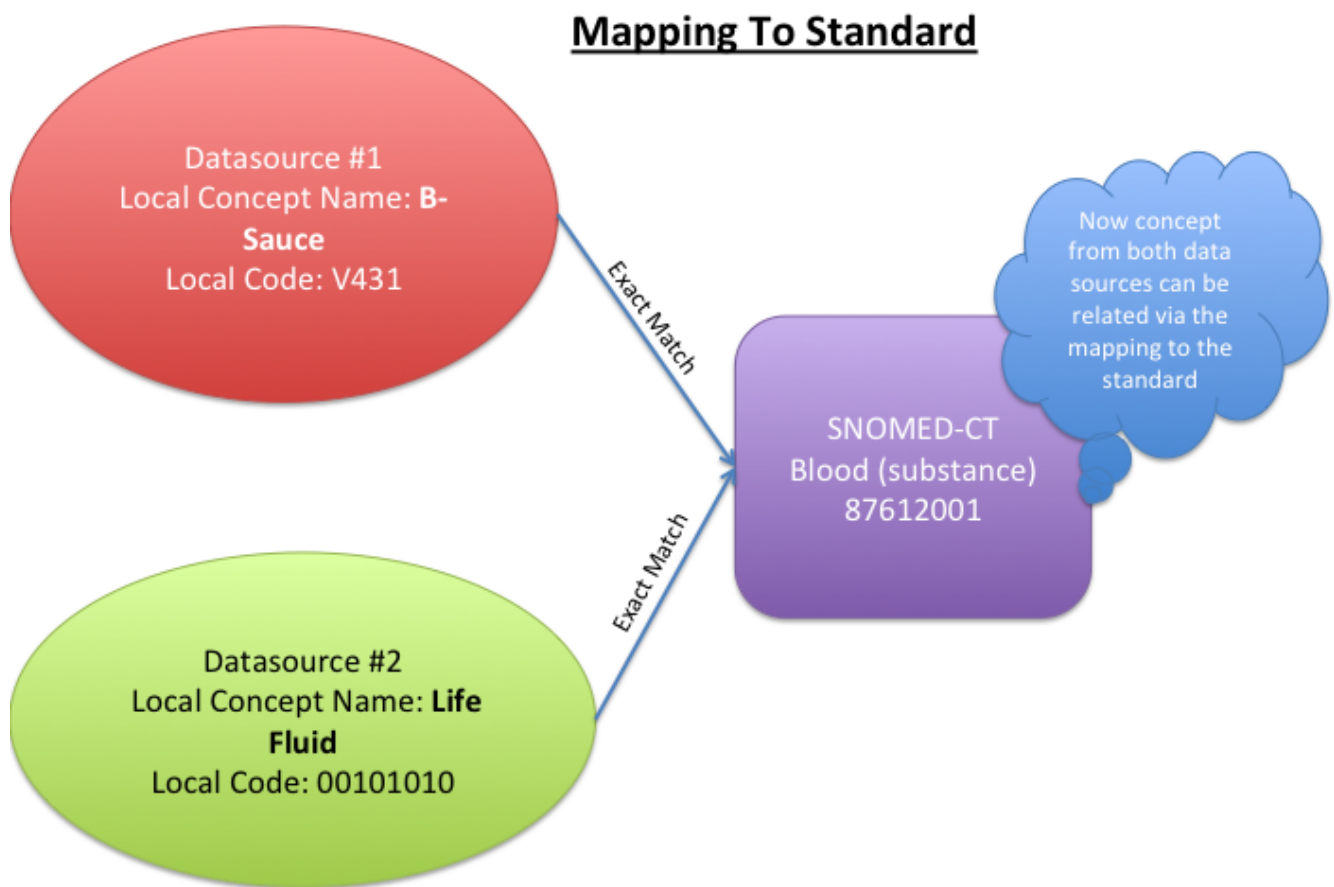 Mapping To Standard
Datasource #1
Local Concept Name: B-
Sauce
Local Code: V431
Exact Match
Now concept
from both data
sources can be
related via the
mapping to the
standard
SNOMED-CT
Blood (substance)
87612001
Exact Match
Datasource #2
Local Concept Name: Life
Fluid
Local Code: 00101010